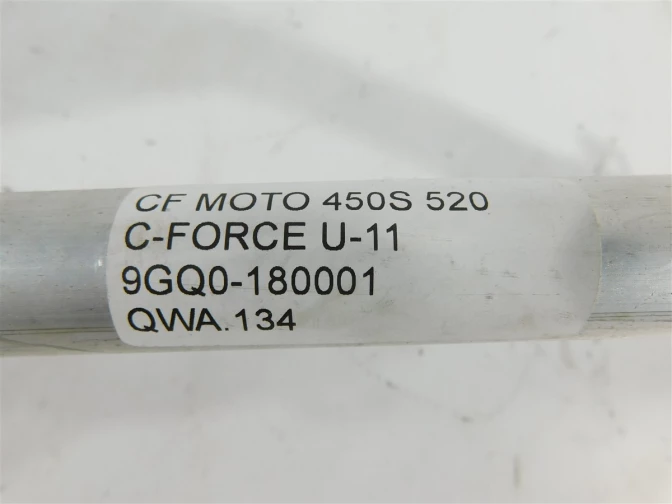 CF MOTO 450S 520
C-FORCE U-11
9GQ0-180001
QWA.134